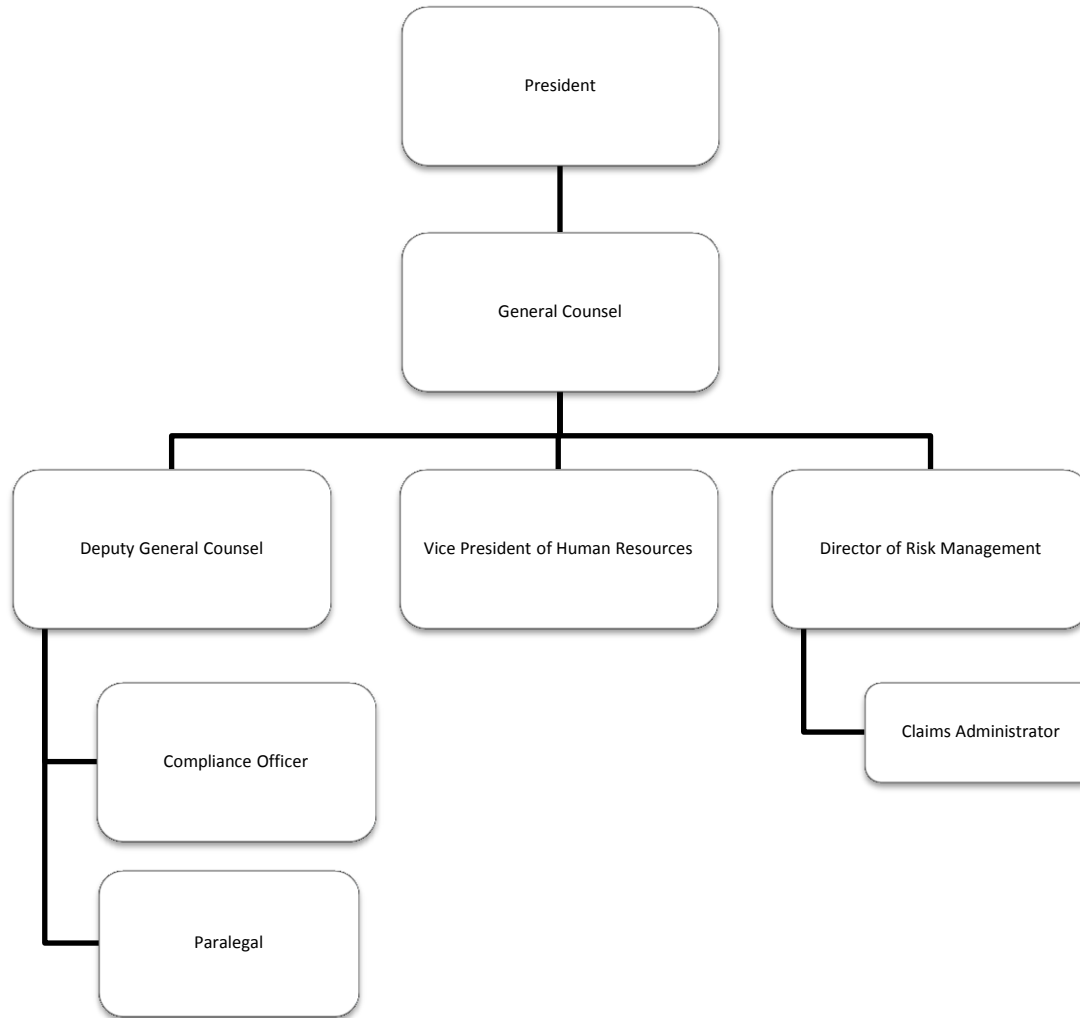 President
General Counsel
Deputy General Counsel
Vice President of Human Resources
Director of Risk Management
Compliance Officer
Claims Administrator
Paralegal